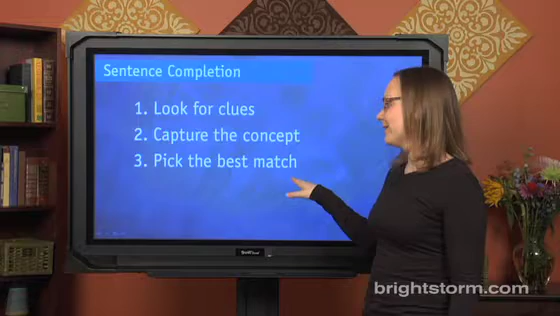 Sentence Completion
1. Look for clues
2. Capture the concept
3. Pick the best match
brightstorm.com